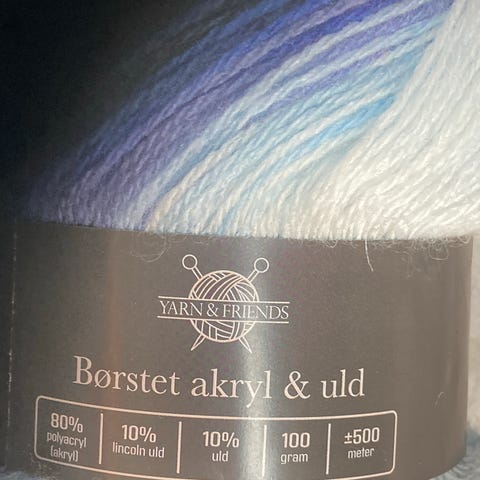 YARN & FRIENDS
Børstet akryl & uld
80%
polyacryl
(akryl)
10%
lincoln uld
10%
uld
100
gram
±500
meter